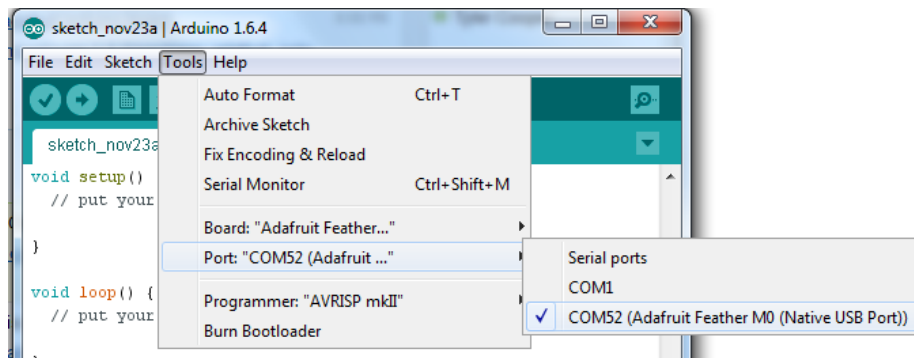 sketch_nov23a | Arduino 1.6.4
File Edit Sketch Tools Help
sketch_nov23a
void setup()
// put your
}
void loop() {
// put your
Auto Format Ctrl+T
Archive Sketch
Fix Encoding & Reload
Serial Monitor Ctrl+Shift+M
Board: "Adafruit Feather..."
Port: "COM52 (Adafruit ..."
Programmer: "AVRISP mkII"
Burn Bootloader
Serial ports
COM1
COM52 (Adafruit Feather M0 (Native USB Port))